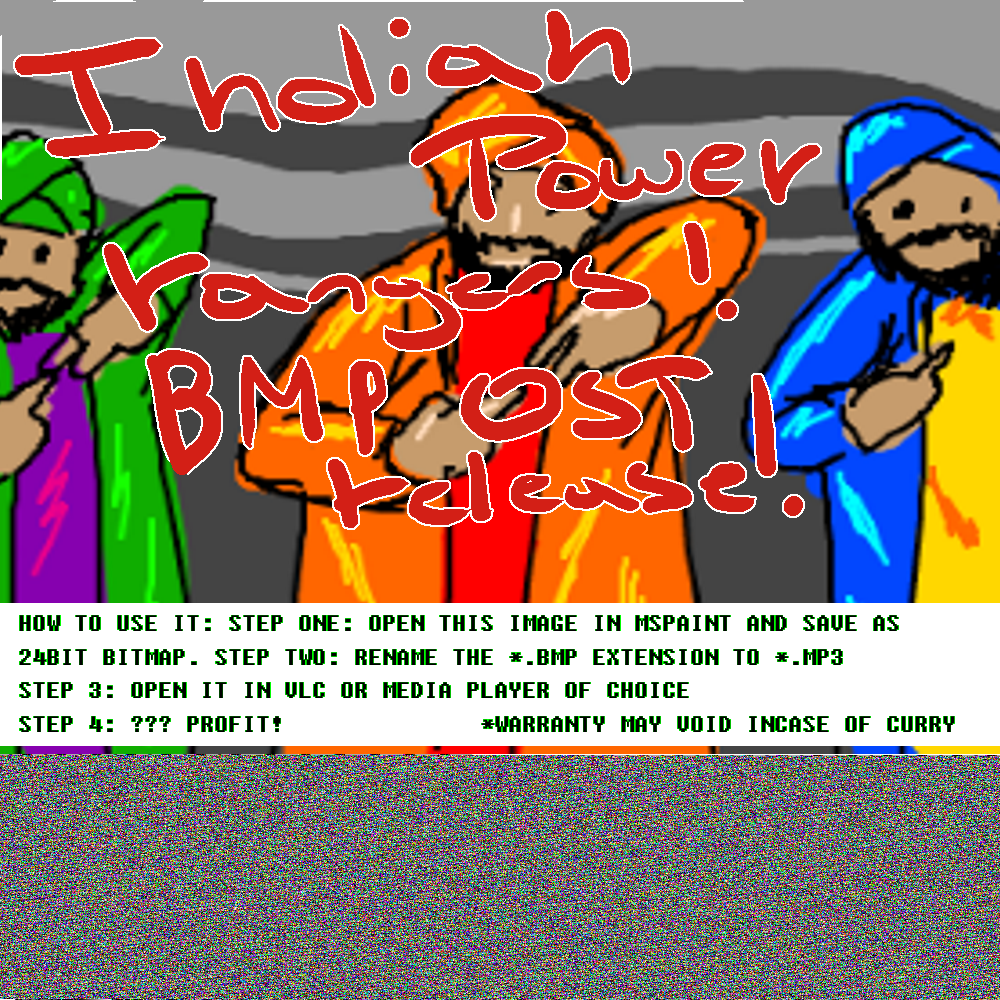 Indian
Power
rangers!
BMP OST!
release!
HOW TO USE IT: STEP ONE: OPEN THIS IMAGE IN MSPAINT AND SAVE AS
24BIT BITMAP. STEP TWO: RENAME THE *.BMP EXTENSION TO *.MP3
STEP 3: OPEN IT IN VLC OR MEDIA PLAYER OF CHOICE
STEP 4: ??? PROFIT! *WARRANTY MAY VOID INCASE OF CURRY